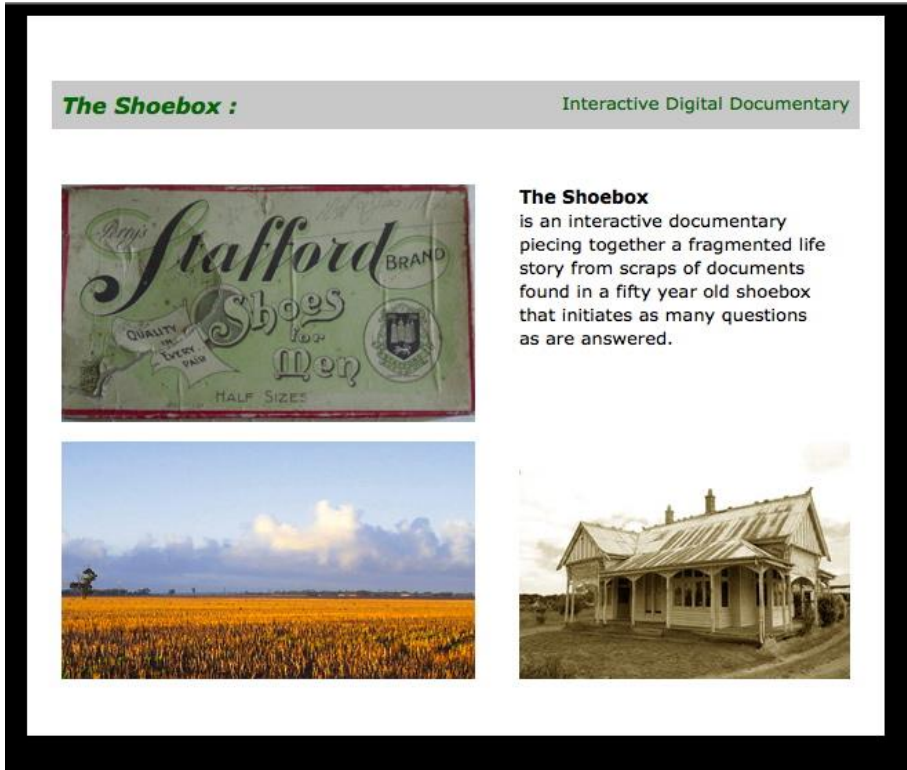 The Shoebox :
Interactive Digital Documentary
Perry's
Stafford
BRAND
Shoes
for
Men
QUALITY
IN
EVERY
PAIR
HALF SIZES
The Shoebox
is an interactive documentary
piecing together a fragmented life
story from scraps of documents
found in a fifty year old shoebox
that initiates as many questions
as are answered.